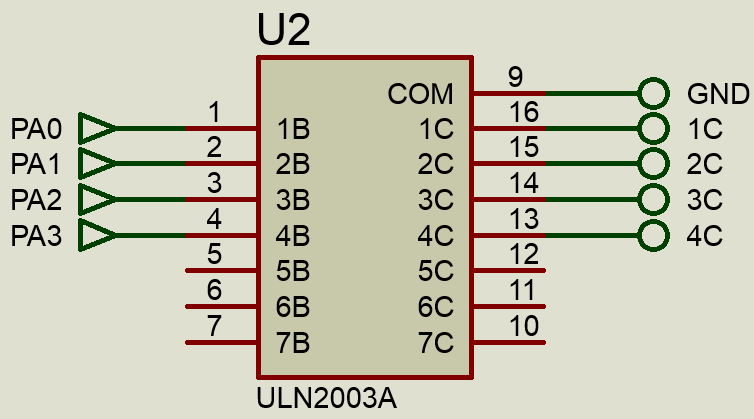 U2
9
COM GND
PA0 1 1B 1C 16 1C
PA1 2 2B 2C 15 2C
PA2 3 3B 3C 14 3C
PA3 4 4B 4C 13 4C
5 5B 5C 12
6 6B 6C 11
7 7B 7C 10
ULN2003A